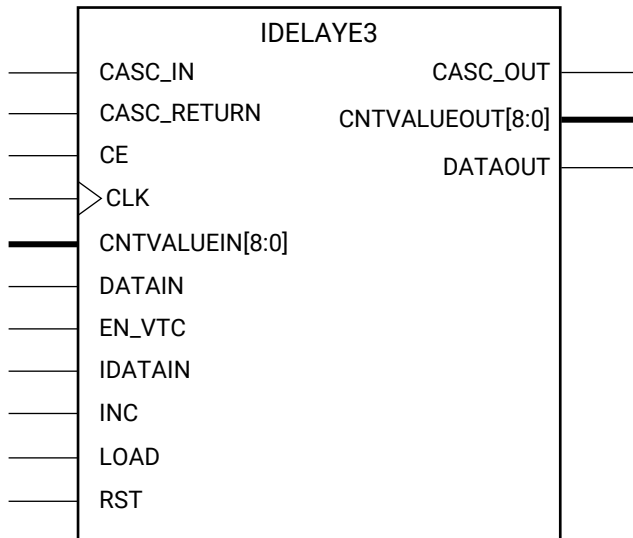 IDELAYE3
CASC_IN
CASC_RETURN
CE
CLK
CNTVALUEIN[8:0]
DATAIN
EN_VTC
IDATAIN
INC
LOAD
RST
CASC_OUT
CNTVALUEOUT[8:0]
DATAOUT